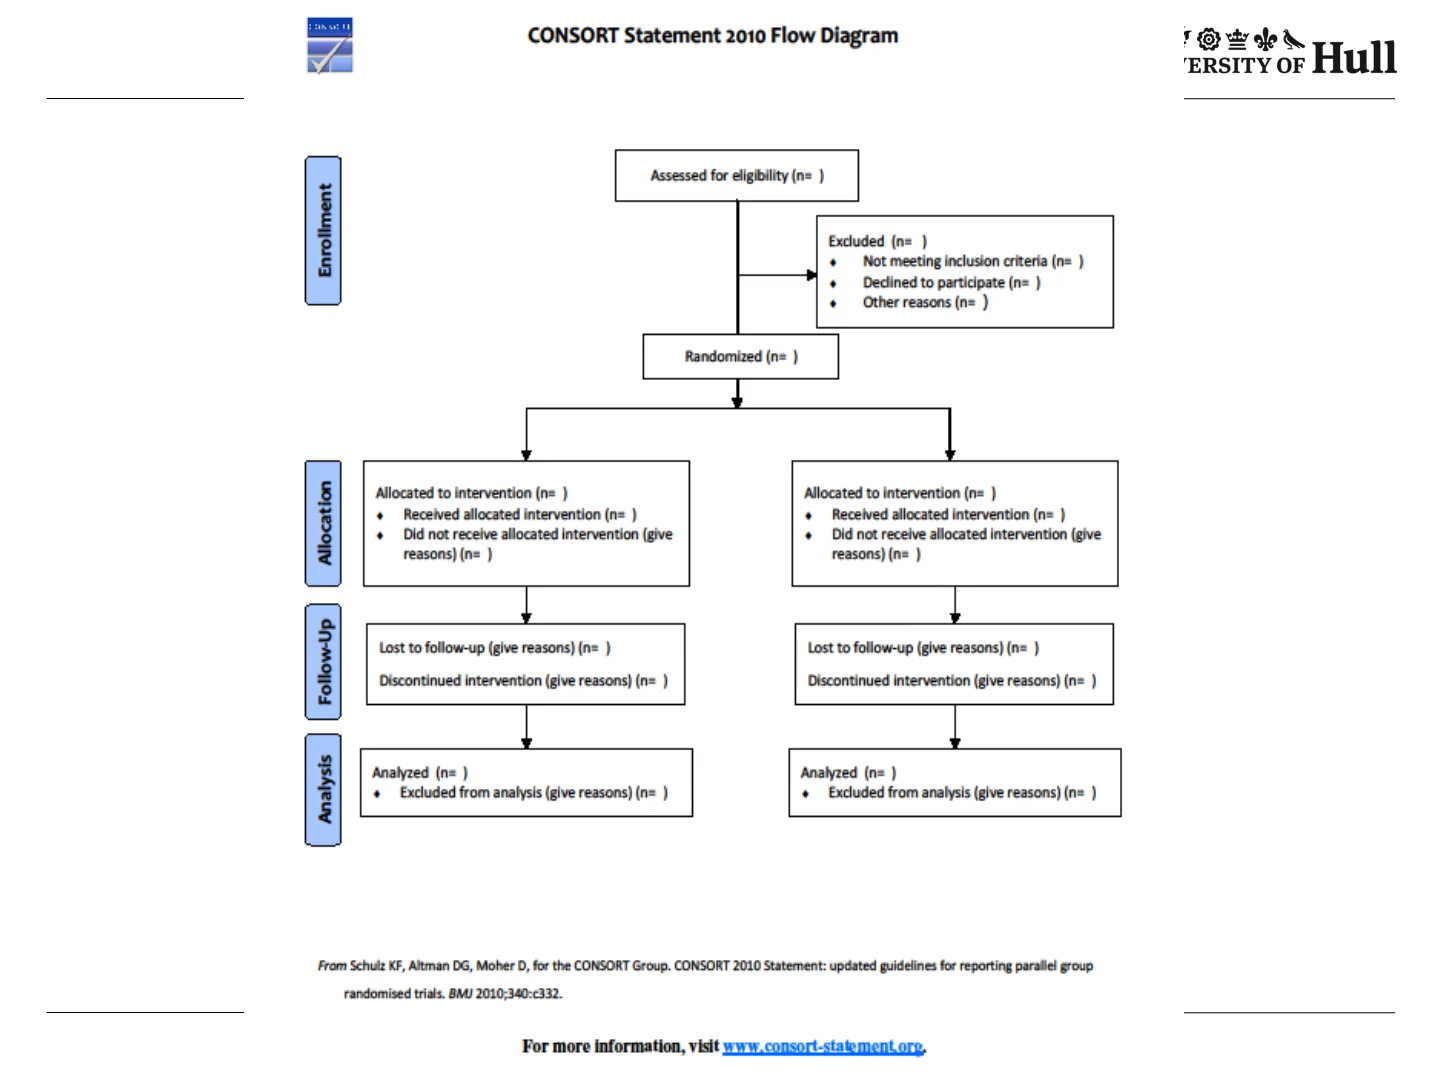 CONSORT
CONSORT Statement 2010 Flow Diagram
ERSITY OF Hull
Enrollment
Assessed for eligibility (n= )
Excluded (n= )
♦ Not meeting inclusion criteria (n= )
♦ Declined to participate (n= )
♦ Other reasons (n= )
Randomized (n= )
Allocation
Allocated to intervention (n= )
♦ Received allocated intervention (n= )
♦ Did not receive allocated intervention (give
reasons) (n= )
Allocated to intervention (n= )
♦ Received allocated intervention (n= )
♦ Did not receive allocated intervention (give
reasons) (n= )
Follow-Up
Lost to follow-up (give reasons) (n= )
Discontinued intervention (give reasons) (n= )
Lost to follow-up (give reasons) (n= )
Discontinued intervention (give reasons) (n= )
Analysis
Analyzed (n= )
♦ Excluded from analysis (give reasons) (n= )
Analyzed (n= )
♦ Excluded from analysis (give reasons) (n= )
From Schulz KF, Altman DG, Moher D, for the CONSORT Group. CONSORT 2010 Statement: updated guidelines for reporting parallel group
randomised trials. BMJ 2010;340:c332.
For more information, visit www.consort-statement.org.